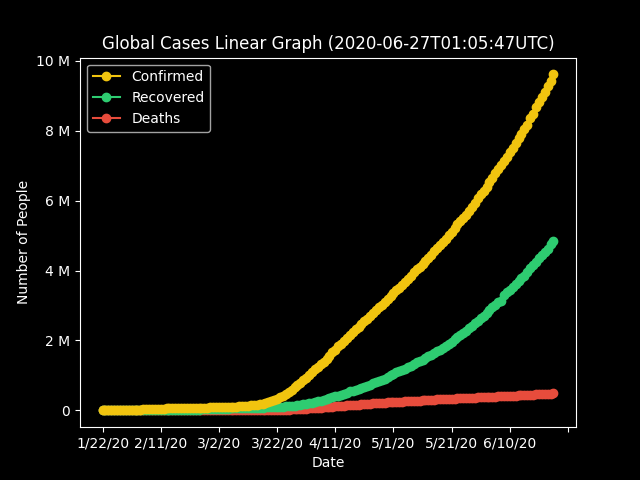 Global Cases Linear Graph (2020-06-27T01:05:47UTC)
10 M
8 M
6 M
4 M
2 M
0
Number of People
Confirmed
Recovered
Deaths
1/22/20 2/11/20 3/2/20 3/22/20 4/11/20 5/1/20 5/21/20 6/10/20
Date